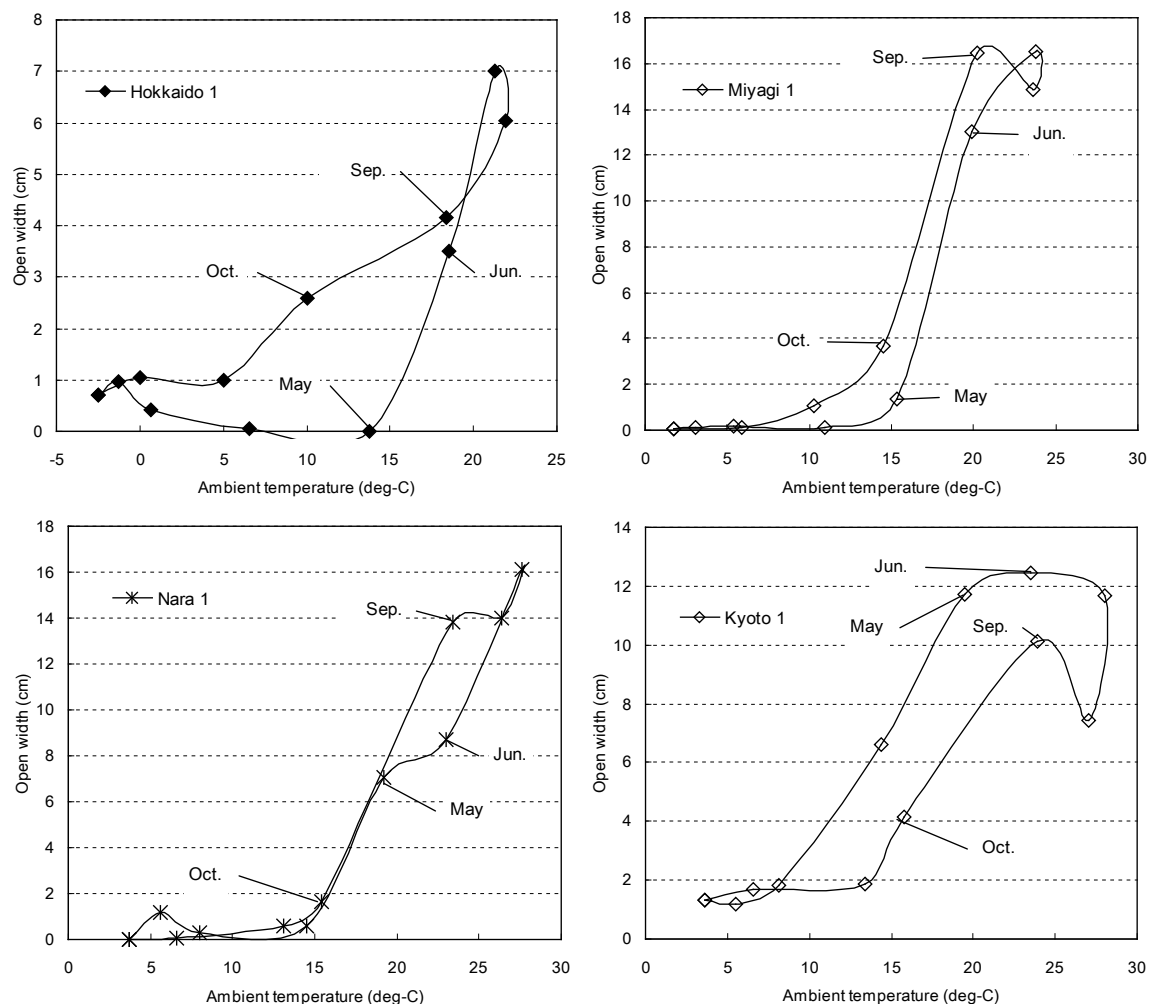 8
7
6
5
4
3
2
1
0
Open width (cm)
Hokkaido 1
Sep.
Oct.
Jun.
May
-5 0 5 10 15 20 25
Ambient temperature (deg-C)
18
16
14
12
10
8
6
4
2
0
Open width (cm)
Sep.
Miyagi 1
Jun.
Oct.
May
0 5 10 15 20 25 30
Ambient temperature (deg-C)
18
16
14
12
10
8
6
4
2
0
Open width (cm)
Nara 1
Sep.
Jun.
May
Oct.
0 5 10 15 20 25 30
Ambient temperature (deg-C)
14
12
10
8
6
4
2
0
Open width (cm)
Jun.
Kyoto 1
May
Sep.
Oct.
0 5 10 15 20 25 30
Ambient temperature (deg-C)